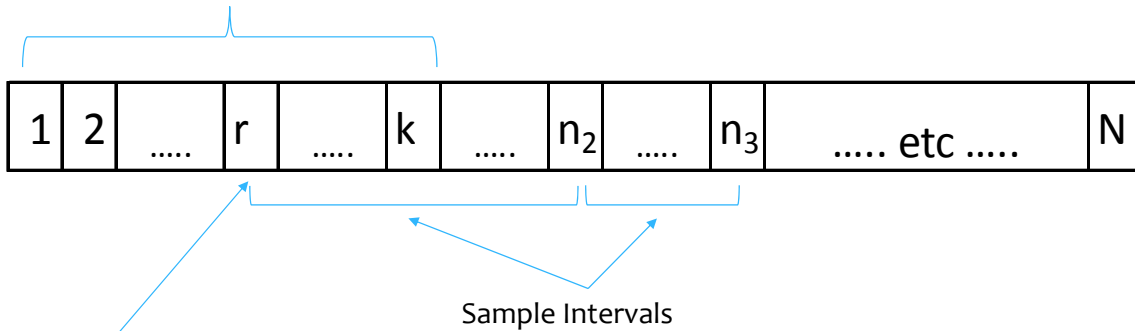 1 2 ..... r ..... k ..... n₂ ..... n₃ ..... etc ..... N
Sample Intervals